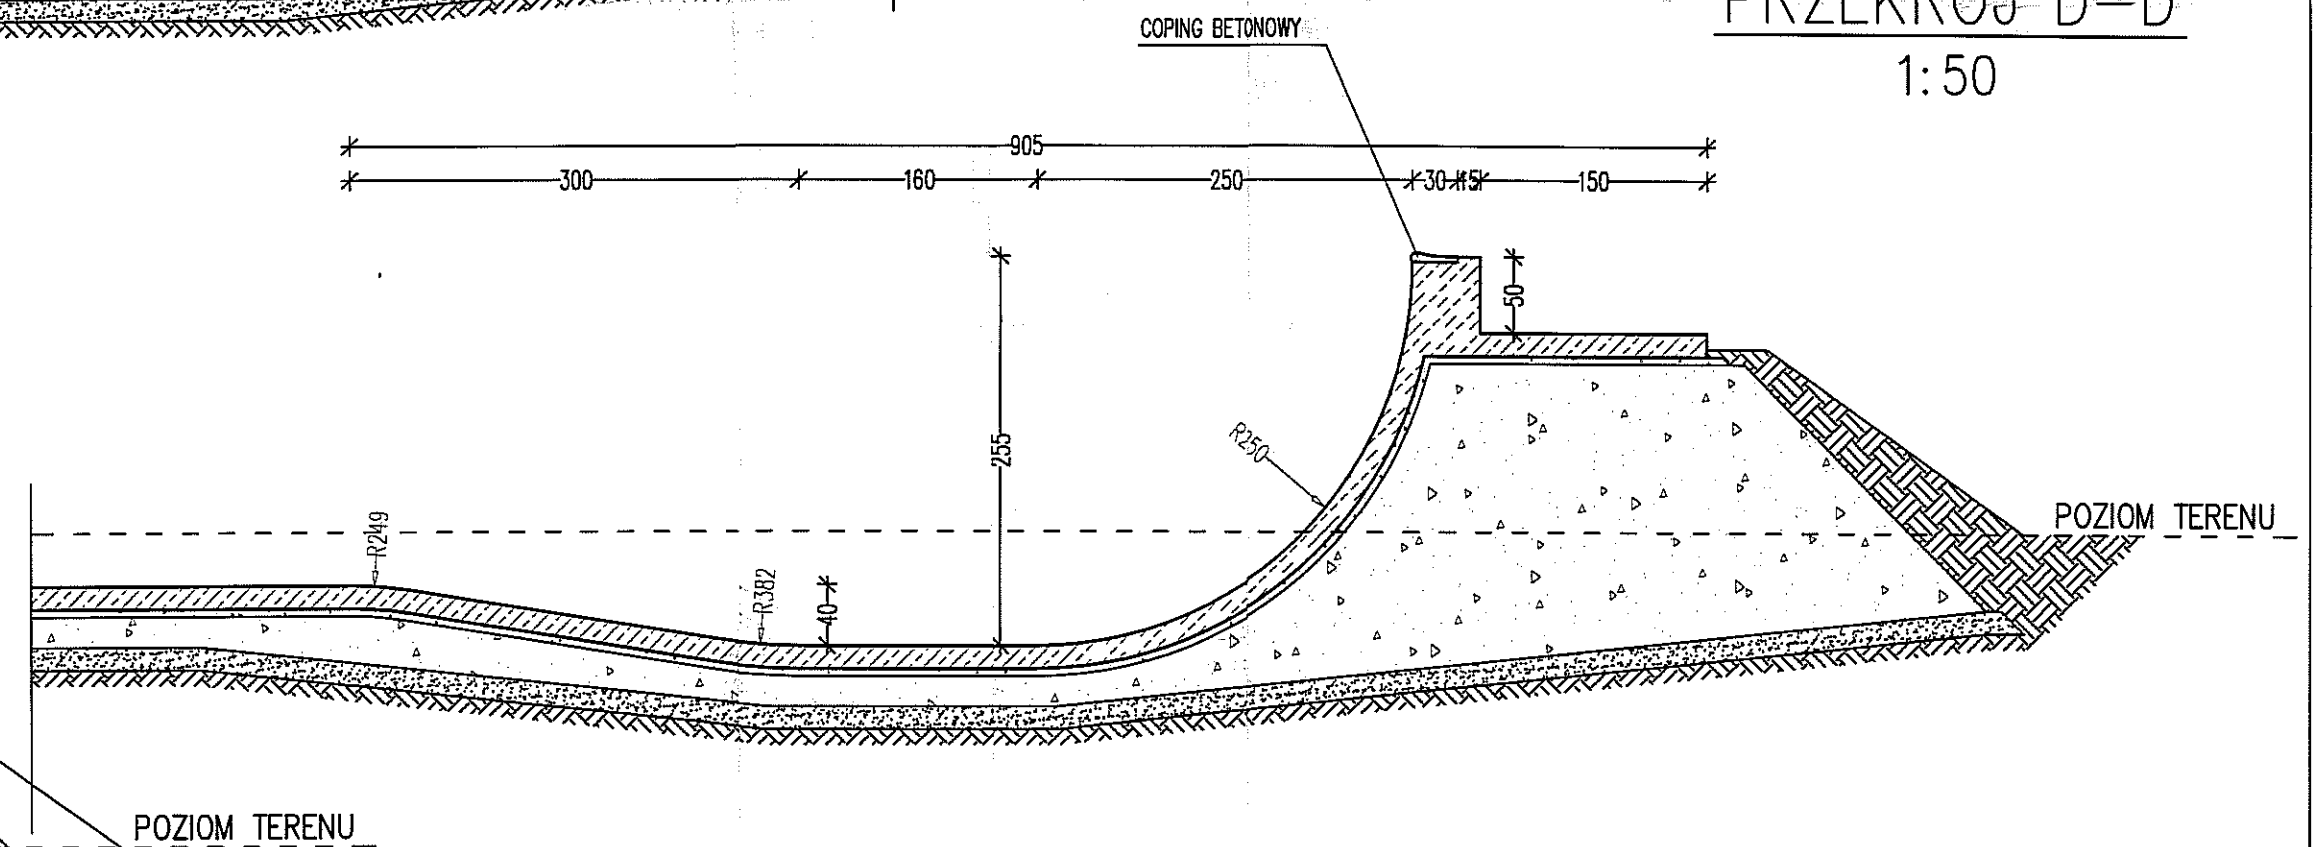 PRZEKRÓJ D-D
1:50
COPING BETONOWY
905
300 160 250 30 15 150
50
255
R250
R249
R382
40
POZIOM TERENU
POZIOM TERENU